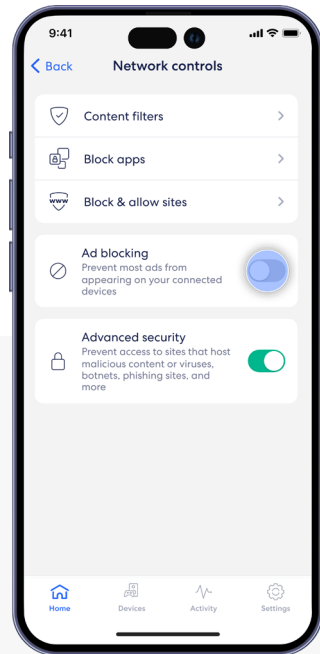 9:41
Back
Network controls
Content filters
Block apps
www
Block & allow sites
Ad blocking
Prevent most ads from
appearing on your connected
devices
Advanced security
Prevent access to sites that host
malicious content or viruses,
botnets, phishing sites, and
more
Home
Devices
Activity
Settings